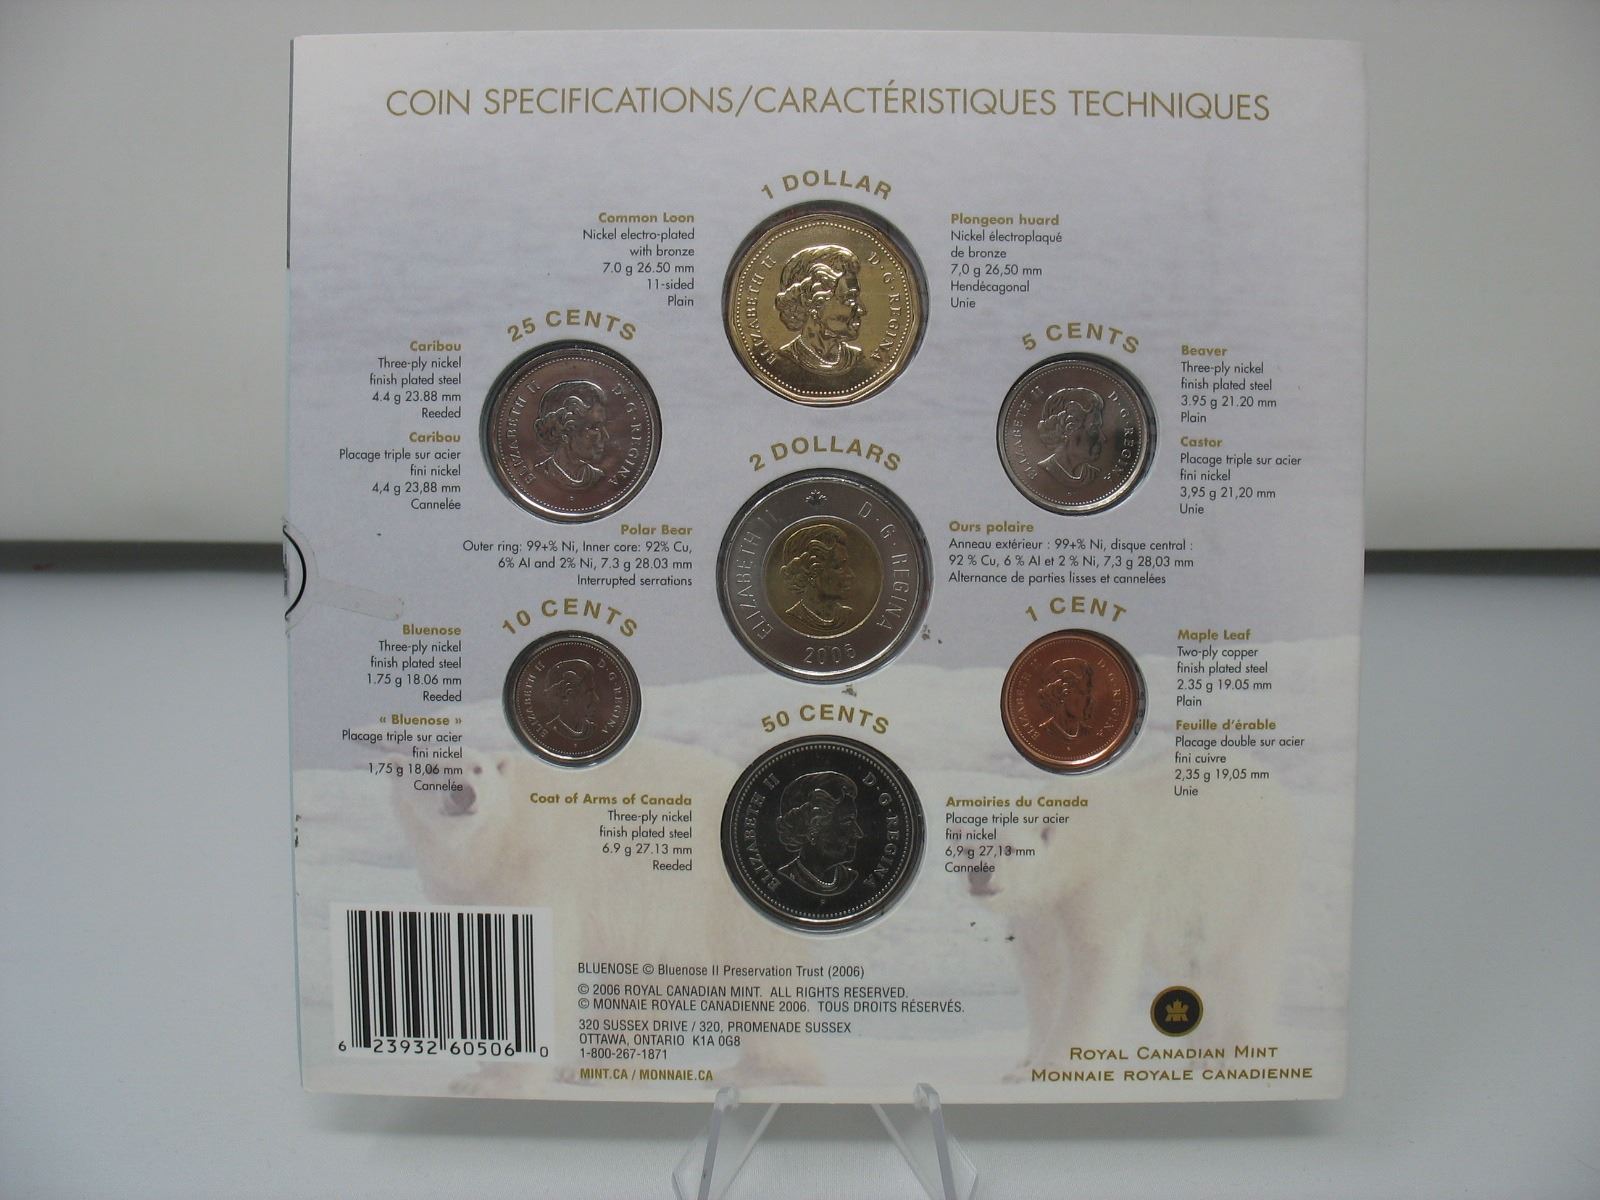 COIN SPECIFICATIONS/CARACTÉRISTIQUES TECHNIQUES
1 DOLLAR
Common Loon
Nickel electro-plated
with bronze
7.0 g 26.50 mm
11-sided
Plain
Plongeon huard
Nickel électroplaqué
de bronze
7,0 g 26,50 mm
Hendécagonal
Unie
ELIZABETH II D·G·REGINA
25 CENTS
Caribou
Three-ply nickel
finish plated steel
4.4 g 23.88 mm
Reeded
Caribou
Placage triple sur acier
fini nickel
4,4 g 23,88 mm
Cannelée
ELIZABETH II D·G·REGINA
5 CENTS
Beaver
Three-ply nickel
finish plated steel
3.95 g 21.20 mm
Plain
Castor
Placage triple sur acier
fini nickel
3,95 g 21,20 mm
Unie
ELIZABETH II D·G·REGINA
2 DOLLARS
Polar Bear
Outer ring: 99+% Ni, Inner core: 92% Cu,
6% Al and 2% Ni, 7.3 g 28.03 mm
Interrupted serrations
Ours polaire
Anneau extérieur : 99+% Ni, disque central :
92 % Cu, 6 % Al et 2 % Ni, 7,3 g 28,03 mm
Alternance de parties lisses et cannelées
ELIZABETH II D·G·REGINA
2006
10 CENTS
Bluenose
Three-ply nickel
finish plated steel
1.75 g 18.06 mm
Reeded
« Bluenose »
Placage triple sur acier
fini nickel
1,75 g 18,06 mm
Cannelée
ELIZABETH II D·G·REGINA
1 CENT
Maple Leaf
Two-ply copper
finish plated steel
2.35 g 19.05 mm
Plain
Feuille d'érable
Placage double sur acier
fini cuivre
2,35 g 19,05 mm
Unie
ELIZABETH II D·G·REGINA
50 CENTS
Coat of Arms of Canada
Three-ply nickel
finish plated steel
6.9 g 27.13 mm
Reeded
Armoiries du Canada
Placage triple sur acier
fini nickel
6,9 g 27,13 mm
Cannelée
ELIZABETH II D·G·REGINA
P
6 23932 60506 0
BLUENOSE © Bluenose II Preservation Trust (2006)
© 2006 ROYAL CANADIAN MINT. ALL RIGHTS RESERVED.
© MONNAIE ROYALE CANADIENNE 2006. TOUS DROITS RÉSERVÉS.
320 SUSSEX DRIVE / 320, PROMENADE SUSSEX
OTTAWA, ONTARIO K1A 0G8
1-800-267-1871
MINT.CA / MONNAIE.CA
ROYAL CANADIAN MINT
MONNAIE ROYALE CANADIENNE